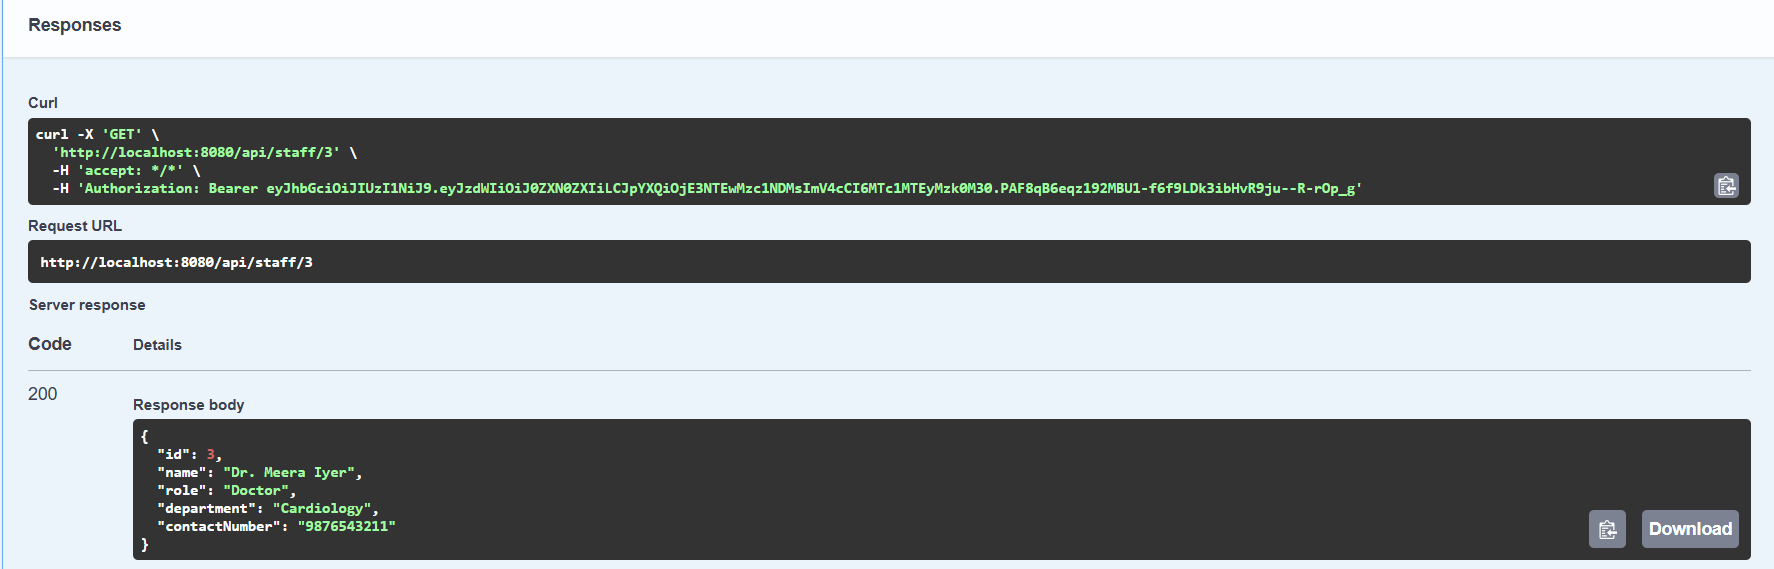 Responses
Curl
curl -X 'GET' \
  'http://localhost:8080/api/staff/3' \
  -H 'accept: */*' \
  -H 'Authorization: Bearer eyJhbGciOiJIUzI1NiJ9.eyJzdWIiOiJ0ZXN0ZXIiLCJpYXQiOjE3NTEwMzc1NDMsImV4cCI6MTc1MTEyMzk0M30.PAF8qB6eqz192MBU1-f6f9LDk3ibHvR9ju--R-rOp_g'
Request URL
http://localhost:8080/api/staff/3
Server response
Code Details
200
Response body
{
  "id": 3,
  "name": "Dr. Meera Iyer",
  "role": "Doctor",
  "department": "Cardiology",
  "contactNumber": "9876543211"
}
Download